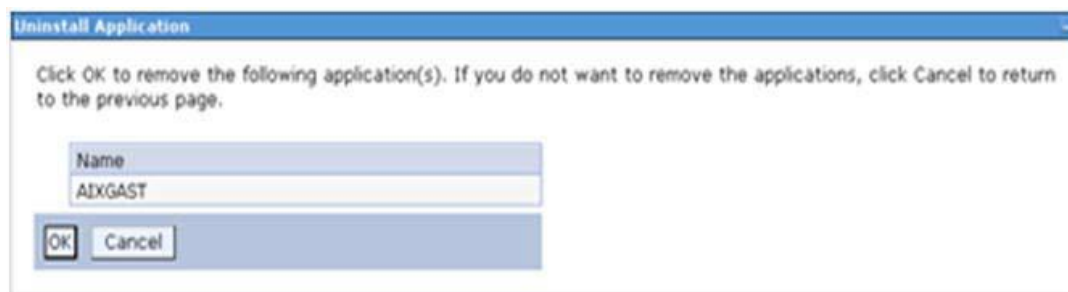 Uninstall Application
Click OK to remove the following application(s). If you do not want to remove the applications, click Cancel to return
to the previous page.
Name
AIXGAST
OK Cancel